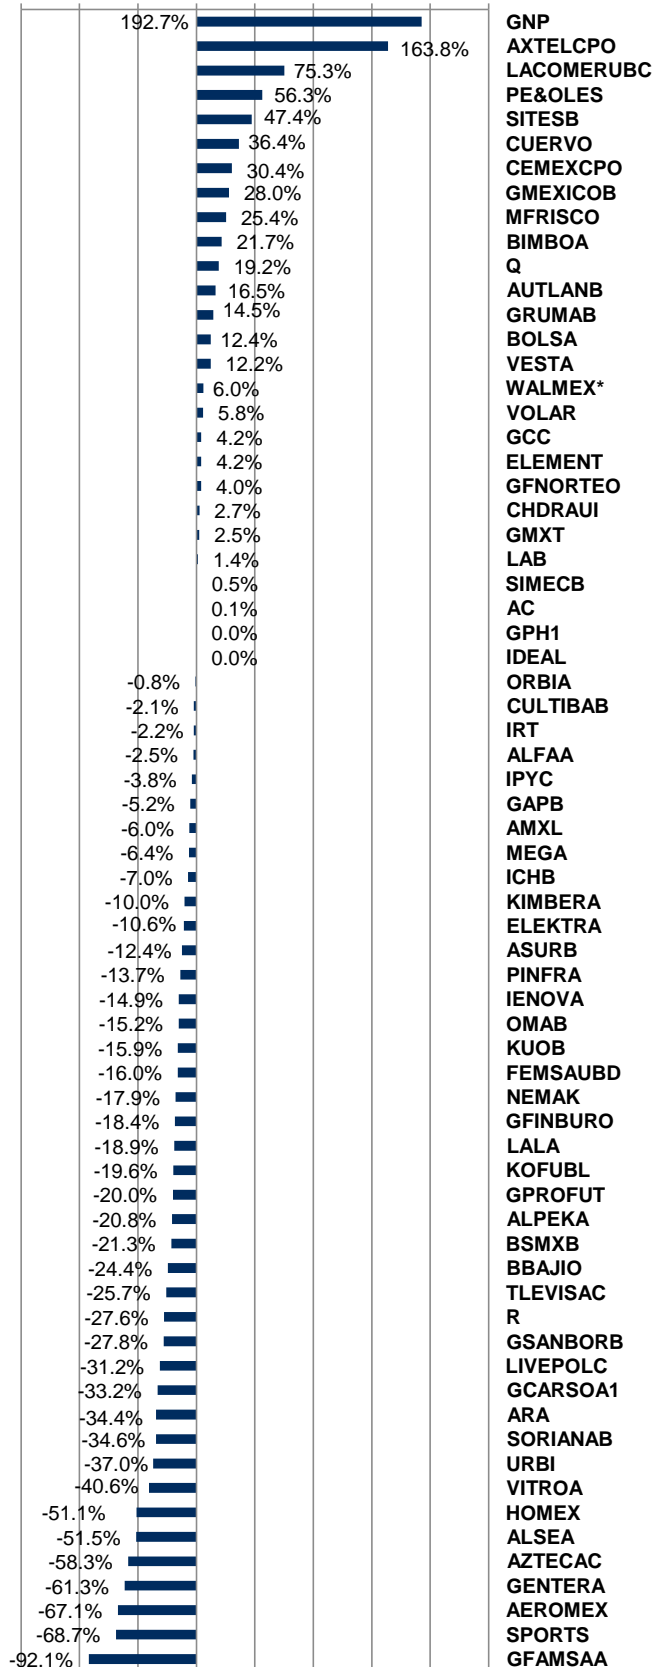 192.7% GNP
163.8% AXTELCPO
75.3% LACOMERUBC
56.3% PE&OLES
47.4% SITESB
36.4% CUERVO
30.4% CEMEXCPO
28.0% GMEXICOB
25.4% MFRISCO
21.7% BIMBOA
19.2% Q
16.5% AUTLANB
14.5% GRUMAB
12.4% BOLSA
12.2% VESTA
6.0% WALMEX*
5.8% VOLAR
4.2% GCC
4.2% ELEMENT
4.0% GFNORTEO
2.7% CHDRAUI
2.5% GMXT
1.4% LAB
0.5% SIMECB
0.1% AC
0.0% GPH1
0.0% IDEAL
-0.8% ORBIA
-2.1% CULTIBAB
-2.2% IRT
-2.5% ALFAA
-3.8% IPYC
-5.2% GAPB
-6.0% AMXL
-6.4% MEGA
-7.0% ICHB
-10.0% KIMBERA
-10.6% ELEKTRA
-12.4% ASURB
-13.7% PINFRA
-14.9% IENOVA
-15.2% OMAB
-15.9% KUOB
-16.0% FEMSAUBD
-17.9% NEMAK
-18.4% GFINBURO
-18.9% LALA
-19.6% KOFUBL
-20.0% GPROFUT
-20.8% ALPEKA
-21.3% BSMXB
-24.4% BBAJIO
-25.7% TLEVISAC
-27.6% R
-27.8% GSANBORB
-31.2% LIVEPOLC
-33.2% GCARSOA1
-34.4% ARA
-34.6% SORIANAB
-37.0% URBI
-40.6% VITROA
-51.1% HOMEX
-51.5% ALSEA
-58.3% AZTECAC
-61.3% GENTERA
-67.1% AEROMEX
-68.7% SPORTS
-92.1% GFAMSAA